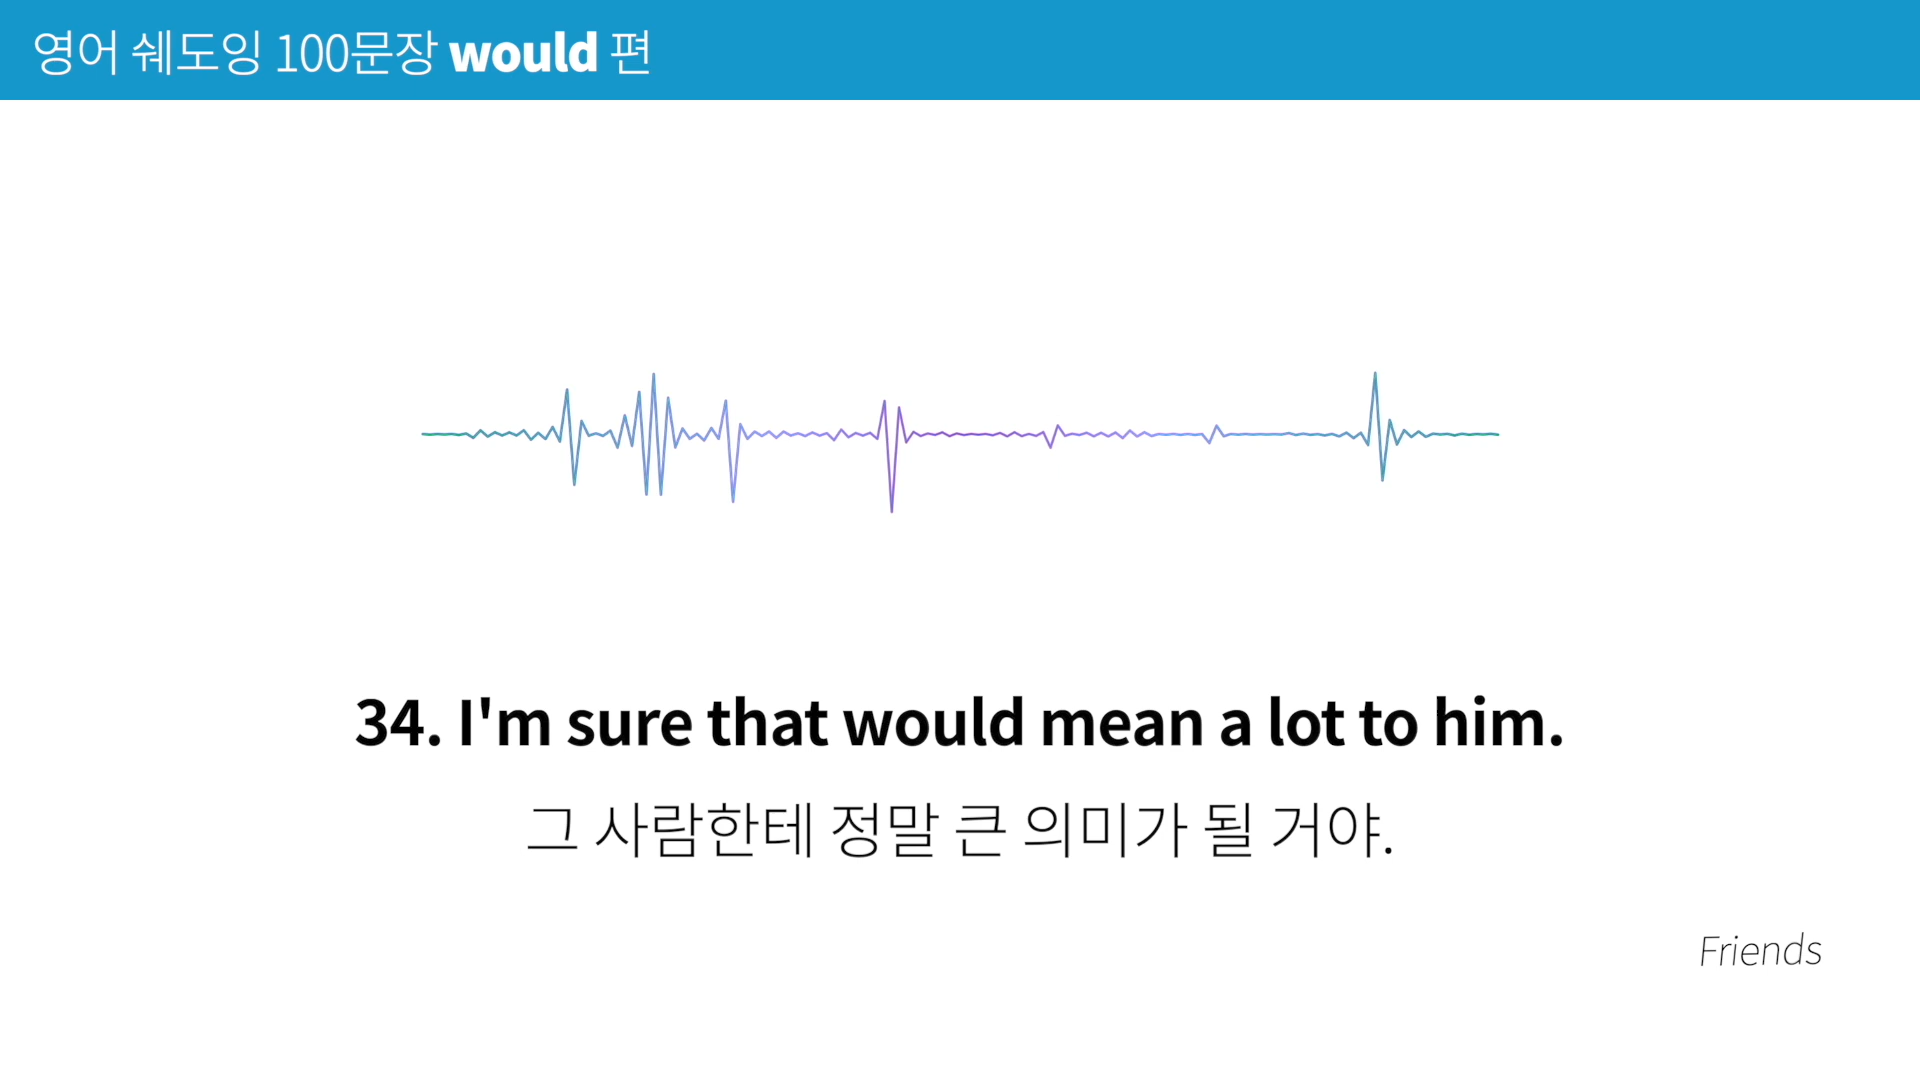 영어 쉐도잉 100문장 would 편
34. I'm sure that would mean a lot to him.
그 사람한테 정말 큰 의미가 될 거야.
Friends